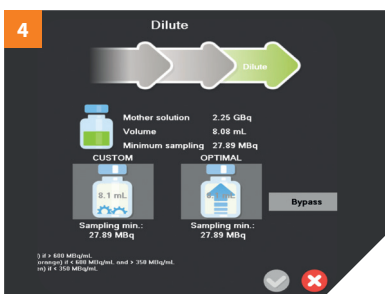 4
Dilute
Dilute
Mother solution 2.25 GBq
Volume 8.08 mL
Minimum sampling 27.89 MBq
CUSTOM OPTIMAL
8.1 mL mL
Bypass
Sampling min.: Sampling min.:
27.89 MBq 27.89 MBq
) if > 600 MBq/mL
orange) if < 600 MBq/mL and > 350 MBq/mL
en) if < 350 MBq/mL